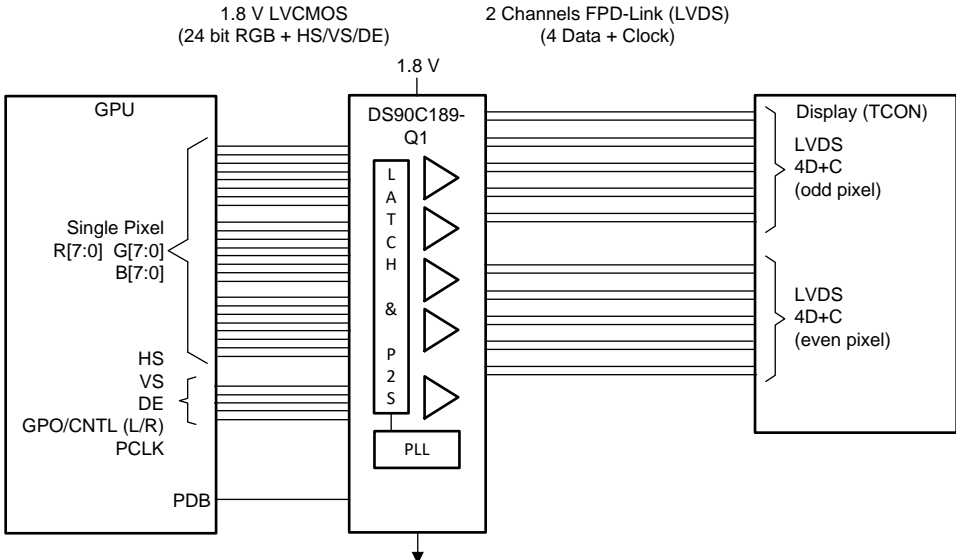 1.8 V LVCMOS
(24 bit RGB + HS/VS/DE)
2 Channels FPD-Link (LVDS)
(4 Data + Clock)
1.8 V
GPU
Single Pixel
R[7:0] G[7:0]
B[7:0]
HS
VS
DE
GPO/CNTL (L/R)
PCLK
PDB
DS90C189-
Q1
L
A
T
C
H
&
P
2
S
PLL
Display (TCON)
LVDS
4D+C
(odd pixel)
LVDS
4D+C
(even pixel)